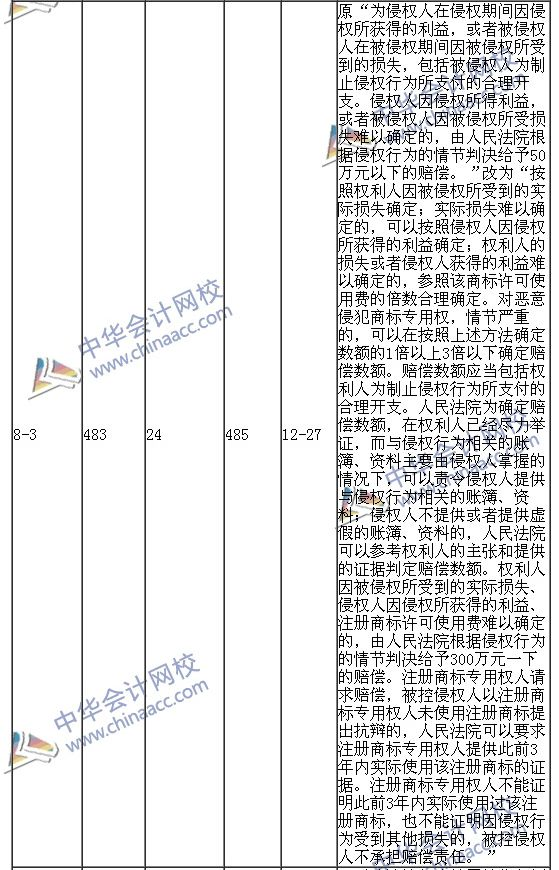 原“为侵权人在侵权期间因侵
权所获得的利益，或者被侵权
人在被侵权期间因被侵权所受
到的损失，包括被侵权人为制
止侵权行为所支付的合理开
支。侵权人因侵权所得利益，
或者被侵权人因被侵权所受损
失难以确定的，由人民法院根
据侵权行为的情节判决给予50
万元以下的赔偿。”改为“按
照权利人因被侵权所受到的实
际损失确定；实际损失难以确
定的，可以按照侵权人因侵权
所获得的利益确定；权利人的
损失或者侵权人获得的利益难
以确定的，参照该商标许可使
用费的倍数合理确定。对恶意
侵犯商标专用权，情节严重
的，可以在按照上述方法确定
数额的1倍以上3倍以下确定赔
偿数额。赔偿数额应当包括权
利人为制止侵权行为所支付的
合理开支。人民法院为确定赔
偿数额，在权利人已经尽力举
证，而与侵权行为相关的账
簿、资料主要由侵权人掌握的
情况下，可以责令侵权人提供
与侵权行为相关的账簿、资
料；侵权人不提供或者提供虚
假的账簿、资料的，人民法院
可以参考权利人的主张和提供
的证据判定赔偿数额。权利人
因被侵权所受到的实际损失、
侵权人因侵权所获得的利益、
注册商标许可使用费难以确定
的，由人民法院根据侵权行为
的情节判决给予300万元一下
的赔偿。注册商标专用权人请
求赔偿，被控侵权人以注册商
标专用权人未使用注册商标提
出抗辩的，人民法院可以要求
注册商标专用权人提供此前3
年内实际使用该注册商标的证
据。注册商标专用权人不能证
明此前3年内实际使用过该注
册商标，也不能证明因侵权行
为受到其他损失的，被控侵权
人不承担赔偿责任。”
8-3 483 24 485 12-27
中华会计网校
www.chinaacc.com
中华会计网校
www.chinaacc.com
中华会计网校
www.chinaacc.com
中华会计网校
www.chinaacc.com